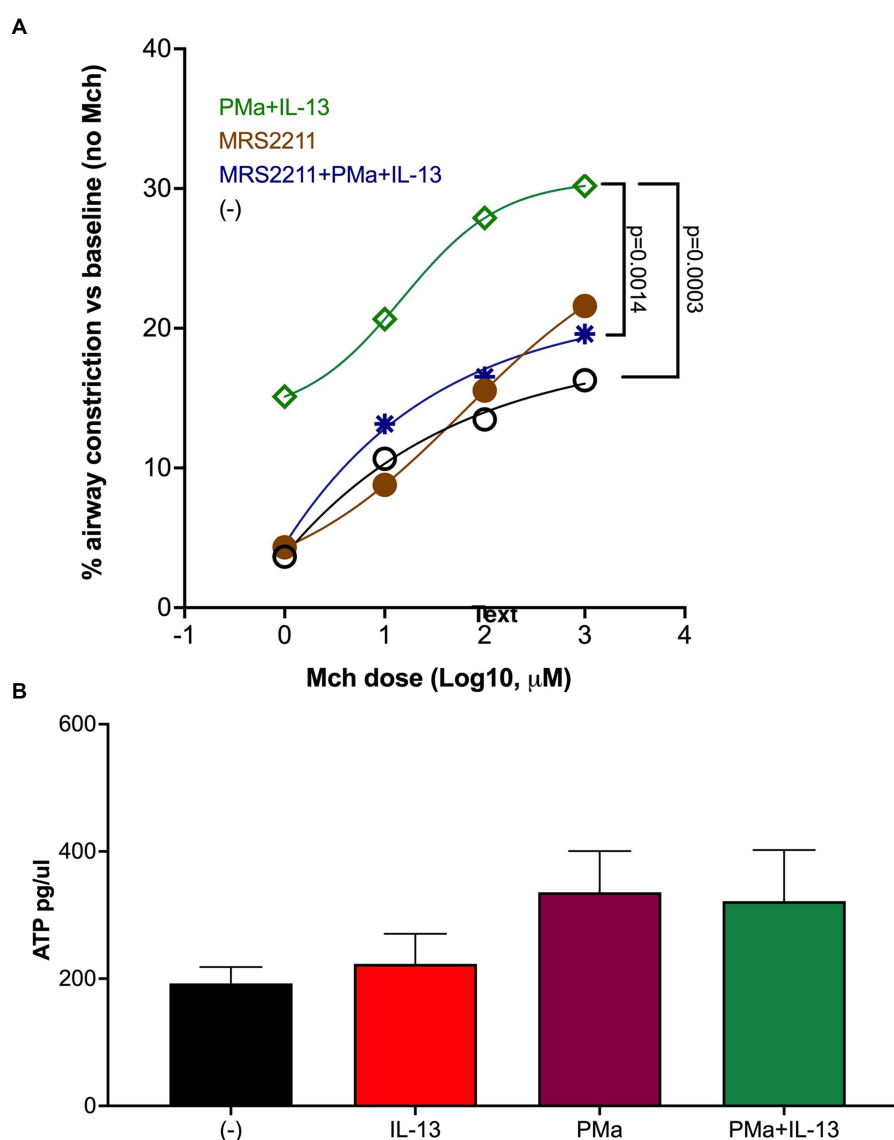 A
% airway constriction vs baseline (no Mch)
40
30
20
10
0
PMa+IL-13
MRS2211
MRS2211+PMa+IL-13
(-)
p=0.0014
p=0.0003
Text
-1 0 1 2 3 4
Mch dose (Log10, μM)
B
ATP pg/ul
600
400
200
0
(-) IL-13 PMa PMa+IL-13